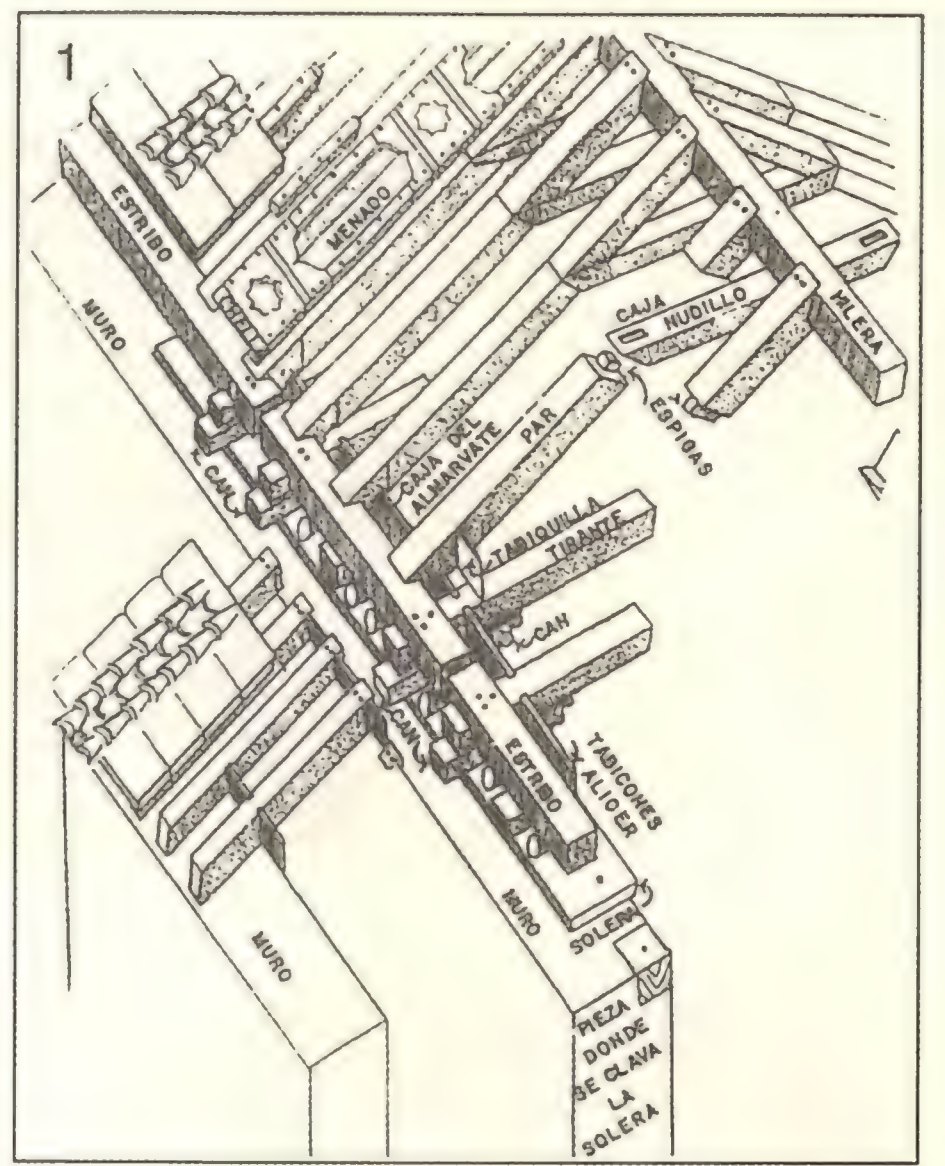 1
ESTRIBO
MENADO
MURO
CAJA
NUDILLO
HILERA
ESPIGAS
PAR
CAJA DEL
ALMARVATE
CAN
TABIQUILLA
TIRANTE
CAN
CAN
ESTRIBO
TABICONES
ALICER
MURO
SOLERA
MURO
PIEZA
DONDE
SE CLAVA
LA
SOLERA